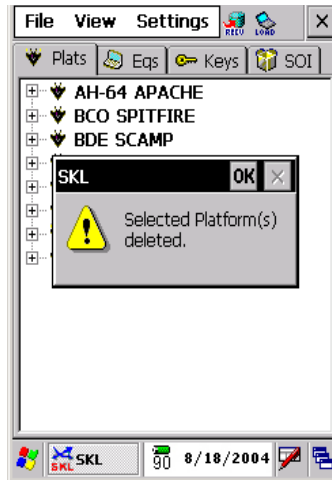 File View Settings RECV LOAD X
Plats Eqs Keys SOI
AH-64 APACHE
BCO SPITFIRE
BDE SCAMP
SKL OK X
Selected Platform(s)
deleted.
SKL 90 8/18/2004